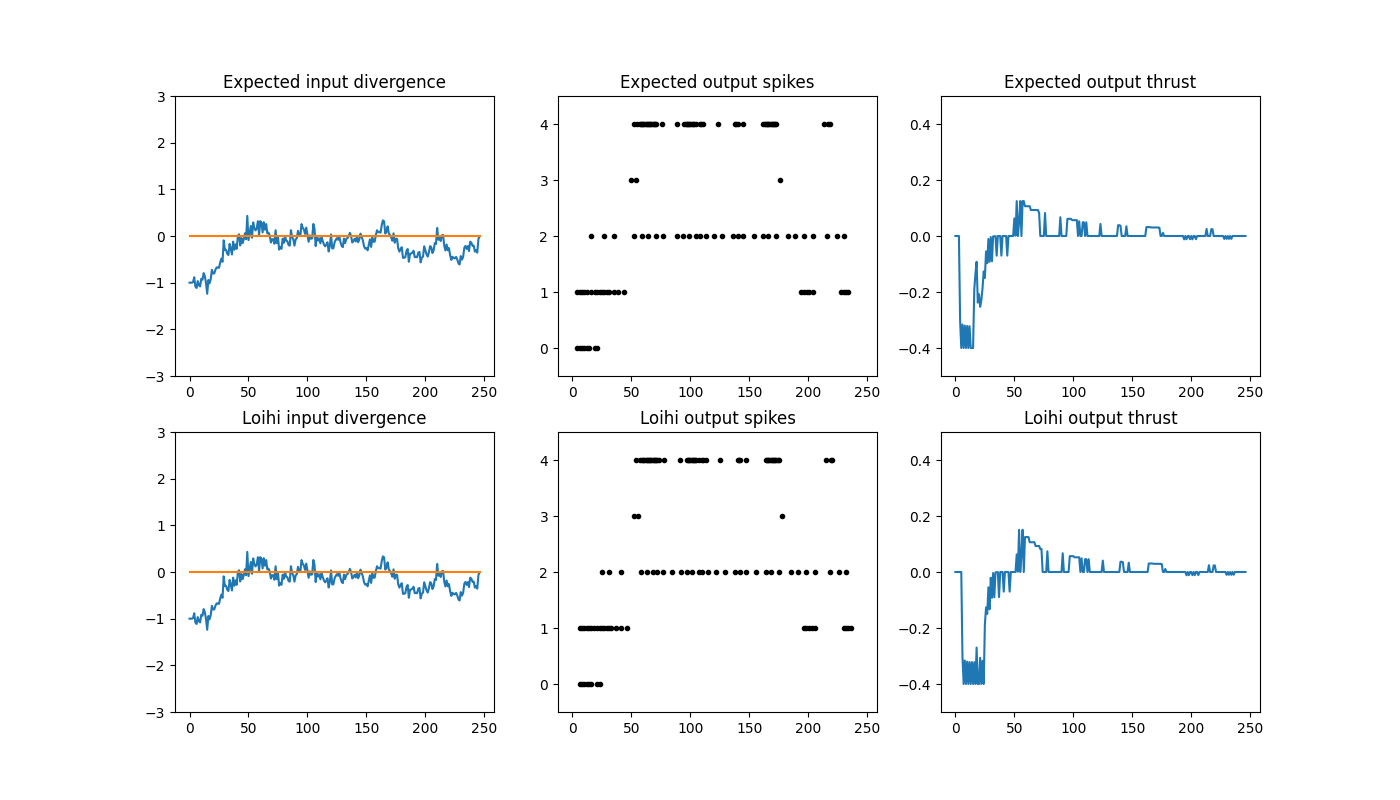 Expected input divergence
3
2
1
0
−1
−2
−3
0 50 100 150 200 250
Expected output spikes
4
3
2
1
0
0 50 100 150 200 250
Expected output thrust
0.4
0.2
0.0
−0.2
−0.4
0 50 100 150 200 250
Loihi input divergence
3
2
1
0
−1
−2
−3
0 50 100 150 200 250
Loihi output spikes
4
3
2
1
0
0 50 100 150 200 250
Loihi output thrust
0.4
0.2
0.0
−0.2
−0.4
0 50 100 150 200 250